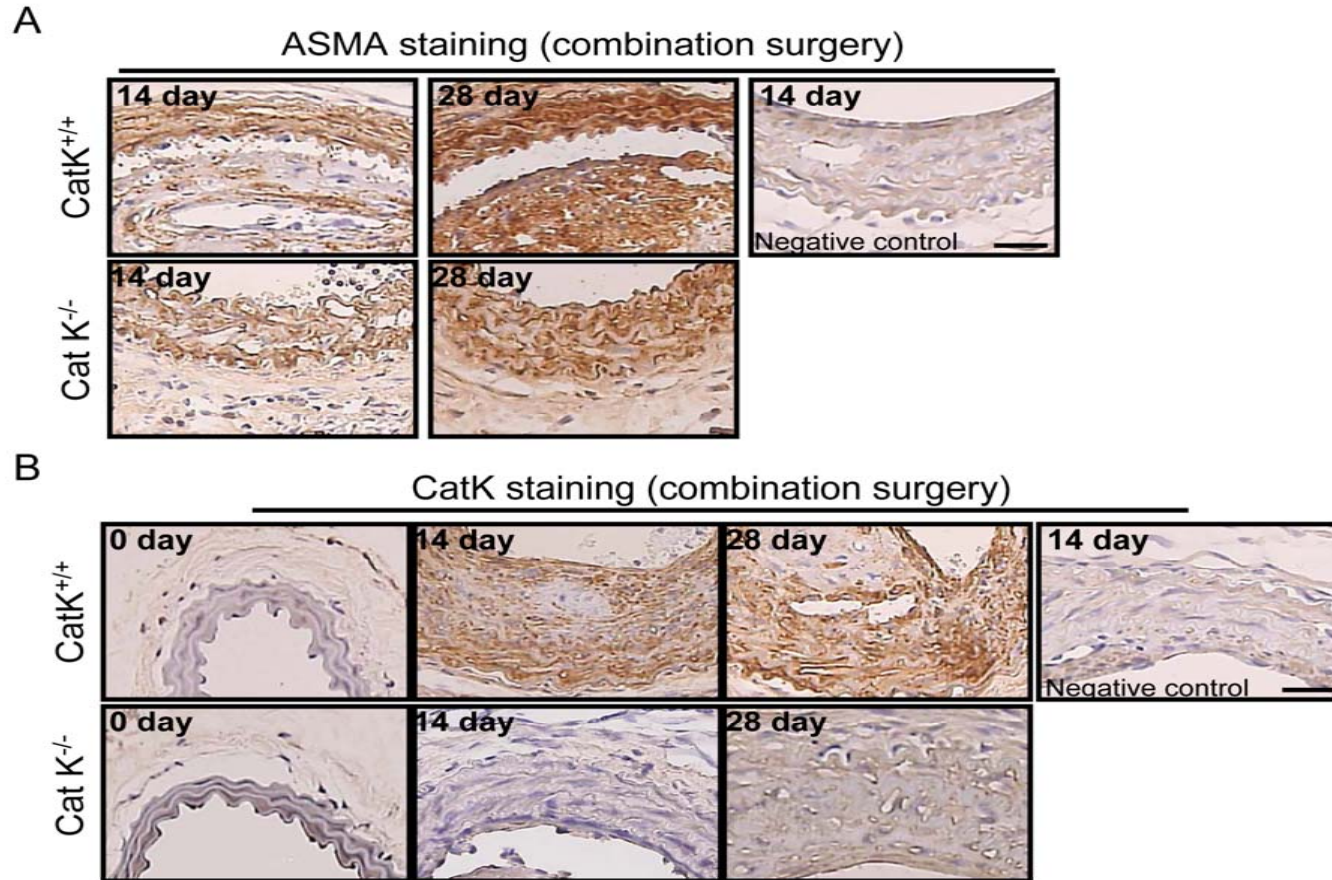 A
ASMA staining (combination surgery)
14 day
28 day
14 day
CatK+/+
Negative control
14 day
28 day
Cat K-/-
B
CatK staining (combination surgery)
0 day
14 day
28 day
14 day
CatK+/+
Negative control
0 day
14 day
28 day
Cat K-/-